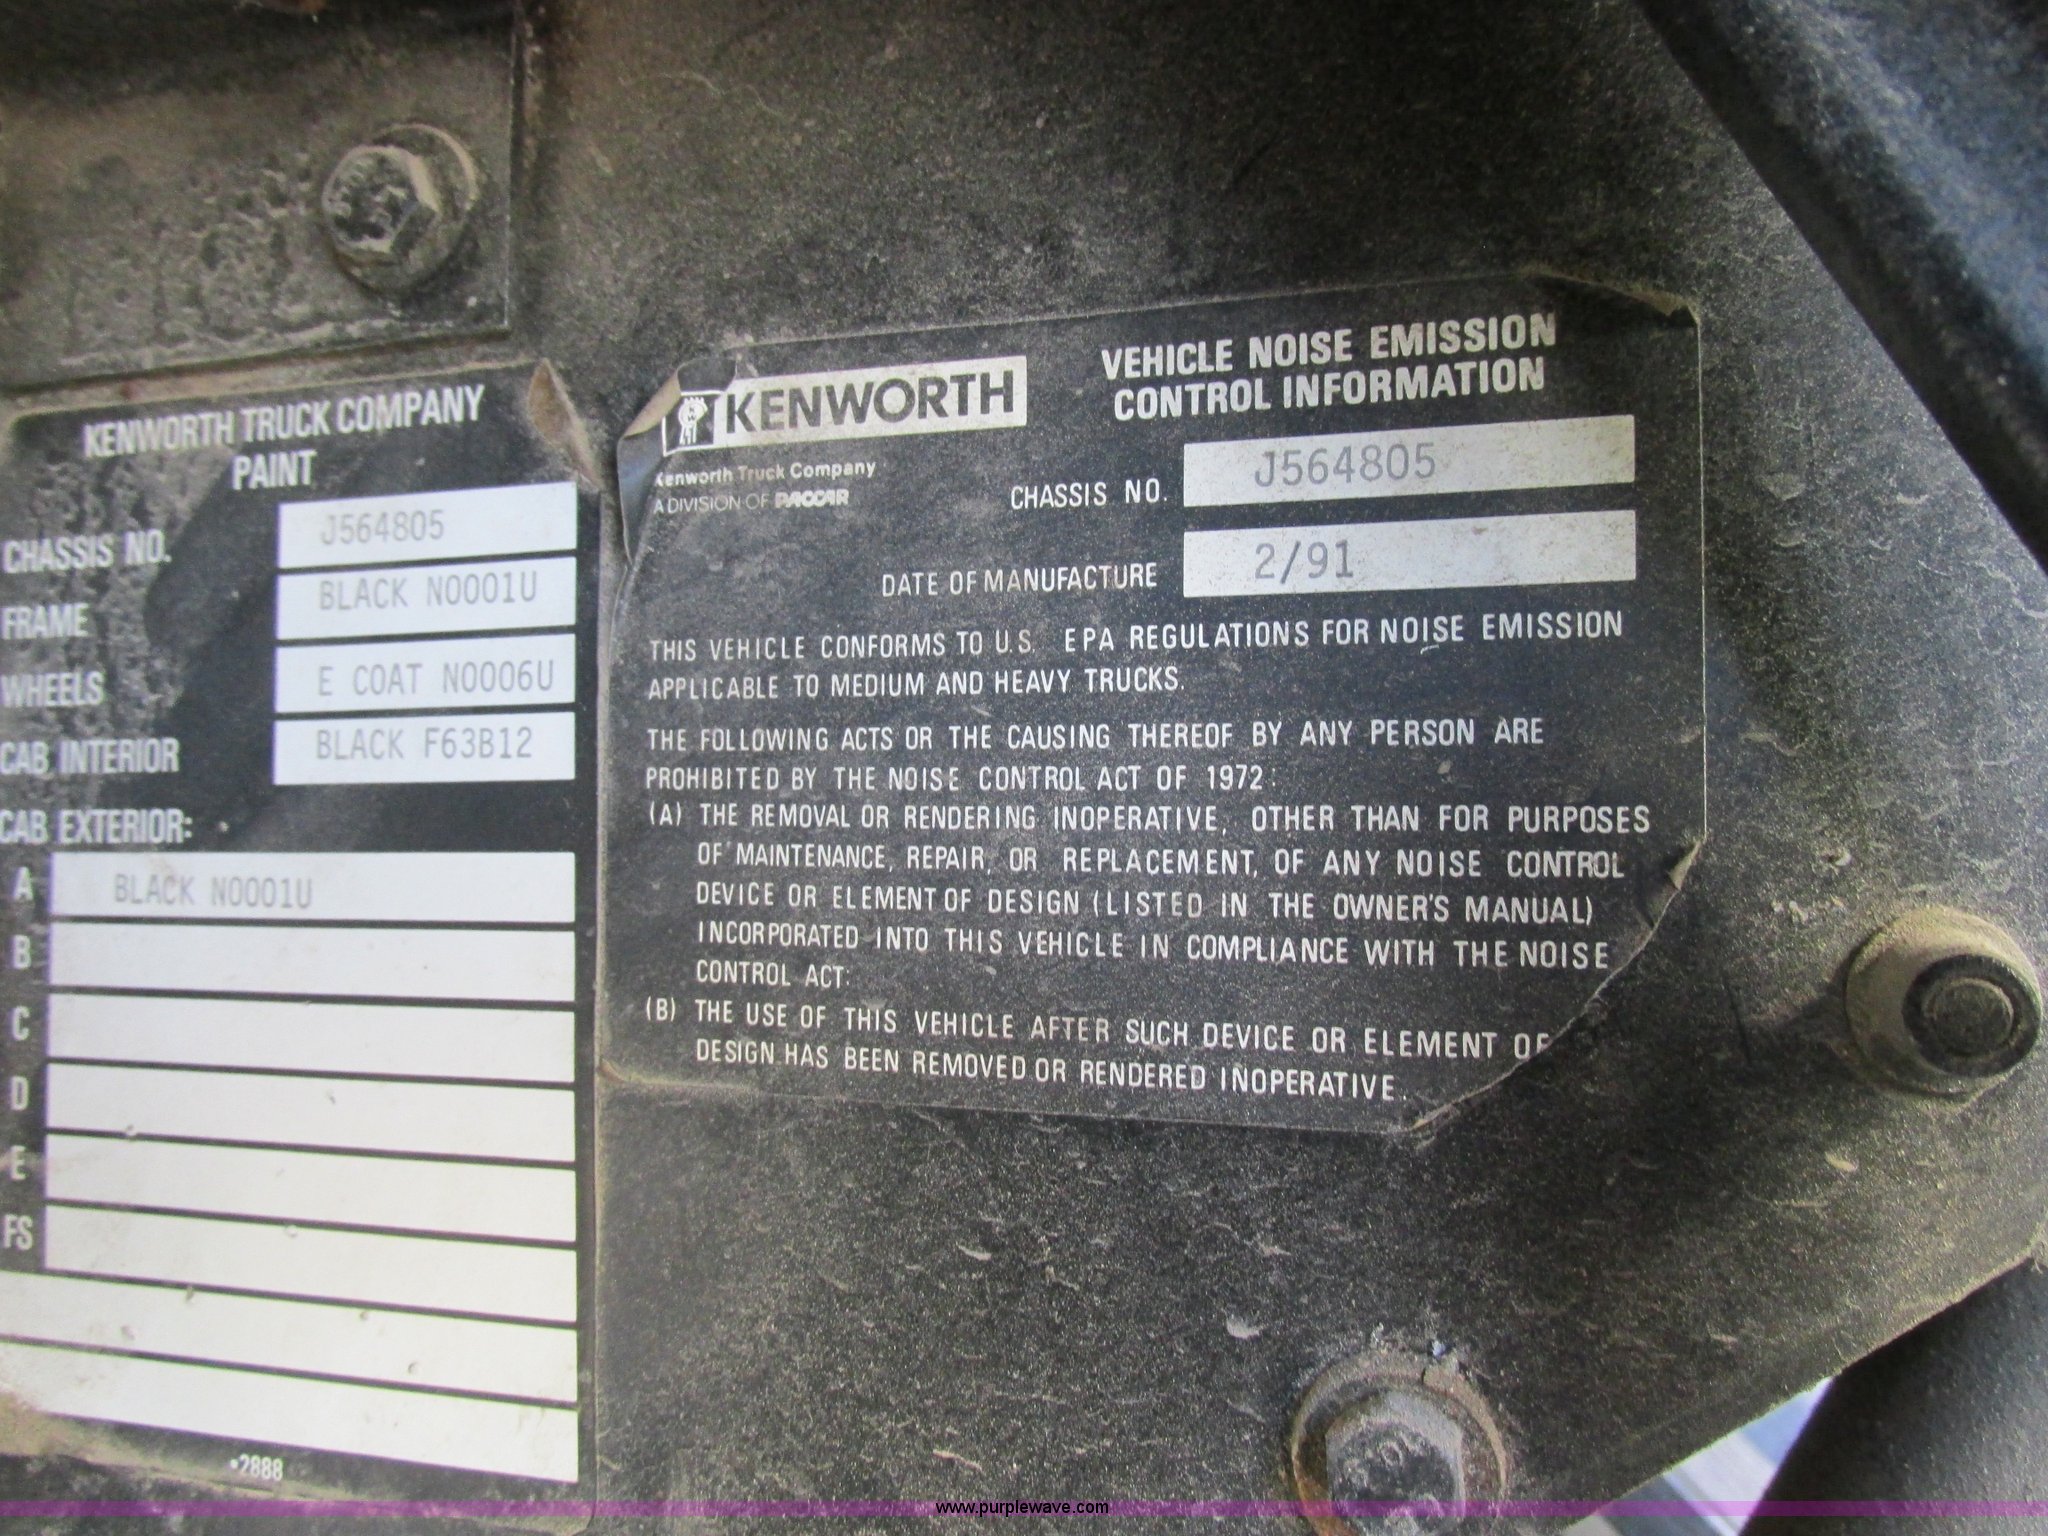 KENWORTH TRUCK COMPANY
PAINT
CHASSIS NO. J564805
FRAME BLACK N0001U
WHEELS E COAT N0006U
CAB INTERIOR BLACK F63B12
CAB EXTERIOR:
A BLACK N0001U
B
C
D
E
FS
•2888
KENWORTH
Kenworth Truck Company
A DIVISION OF PACCAR
VEHICLE NOISE EMISSION
CONTROL INFORMATION
CHASSIS NO. J564805
DATE OF MANUFACTURE 2/91
THIS VEHICLE CONFORMS TO U.S. EPA REGULATIONS FOR NOISE EMISSION
APPLICABLE TO MEDIUM AND HEAVY TRUCKS.
THE FOLLOWING ACTS OR THE CAUSING THEREOF BY ANY PERSON ARE
PROHIBITED BY THE NOISE CONTROL ACT OF 1972:
(A) THE REMOVAL OR RENDERING INOPERATIVE, OTHER THAN FOR PURPOSES
OF MAINTENANCE, REPAIR, OR REPLACEMENT, OF ANY NOISE CONTROL
DEVICE OR ELEMENT OF DESIGN (LISTED IN THE OWNER'S MANUAL)
INCORPORATED INTO THIS VEHICLE IN COMPLIANCE WITH THE NOISE
CONTROL ACT:
(B) THE USE OF THIS VEHICLE AFTER SUCH DEVICE OR ELEMENT OF
DESIGN HAS BEEN REMOVED OR RENDERED INOPERATIVE.
www.purplewave.com